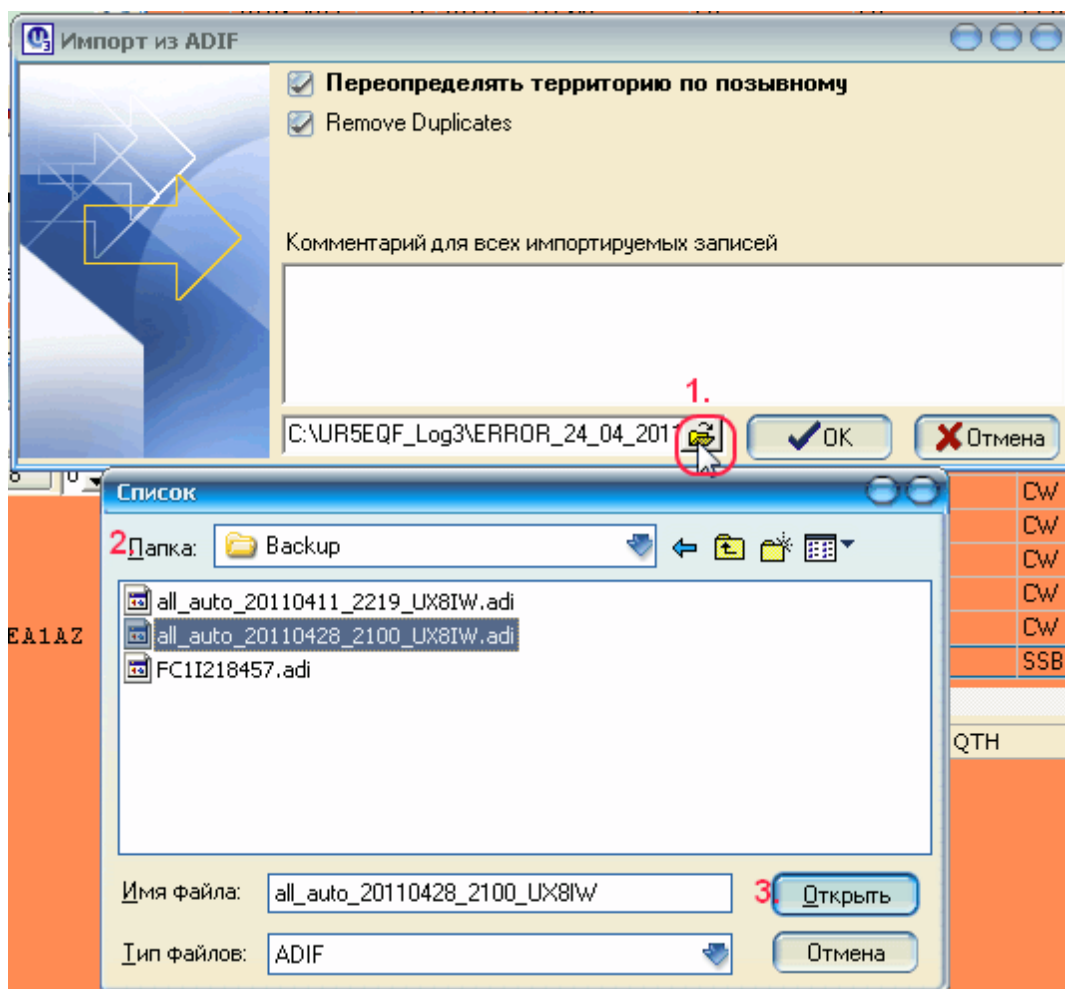 Импорт из ADIF
Переопределять территорию по позывному
Remove Duplicates
Комментарий для всех импортируемых записей
1.
C:\UR5EQF_Log3\ERROR_24_04_201
OK
Отмена
Список
CW
CW
CW
CW
CW
SSB
2 Папка: Backup
all_auto_20110411_2219_UX8IW.adi
all_auto_20110428_2100_UX8IW.adi
FC1I218457.adi
EA1AZ
QTH
Имя файла: all_auto_20110428_2100_UX8IW
3. Открыть
Тип файлов: ADIF
Отмена